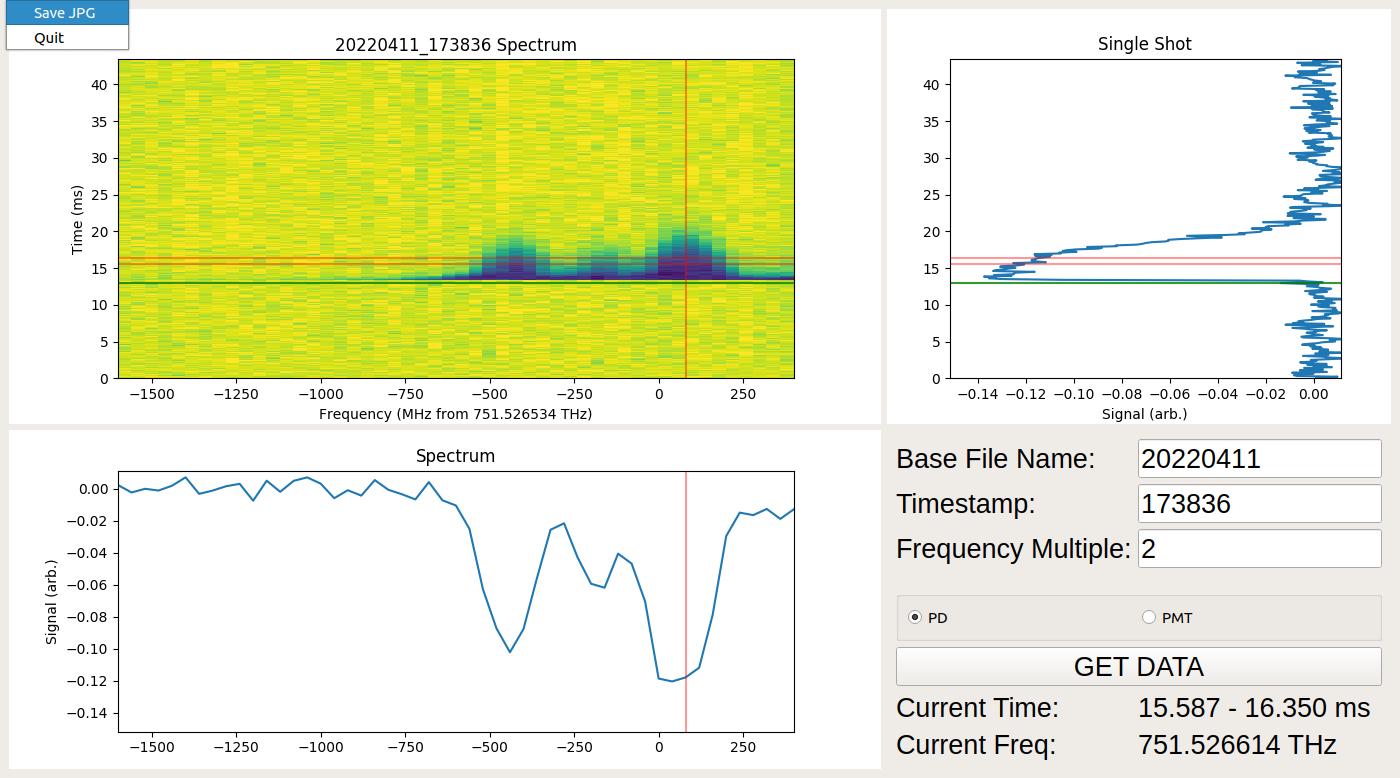 Save JPG
Quit
20220411_173836 Spectrum
40
35
30
25
20
15
10
5
0
Time (ms)
−1500 −1250 −1000 −750 −500 −250 0 250
Frequency (MHz from 751.526534 THz)
Single Shot
40
35
30
25
20
15
10
5
0
−0.14 −0.12 −0.10 −0.08 −0.06 −0.04 −0.02 0.00
Signal (arb.)
Spectrum
0.00
−0.02
−0.04
−0.06
−0.08
−0.10
−0.12
−0.14
Signal (arb.)
−1500 −1250 −1000 −750 −500 −250 0 250
Base File Name: 20220411
Timestamp: 173836
Frequency Multiple: 2
PD PMT
GET DATA
Current Time: 15.587 - 16.350 ms
Current Freq: 751.526614 THz